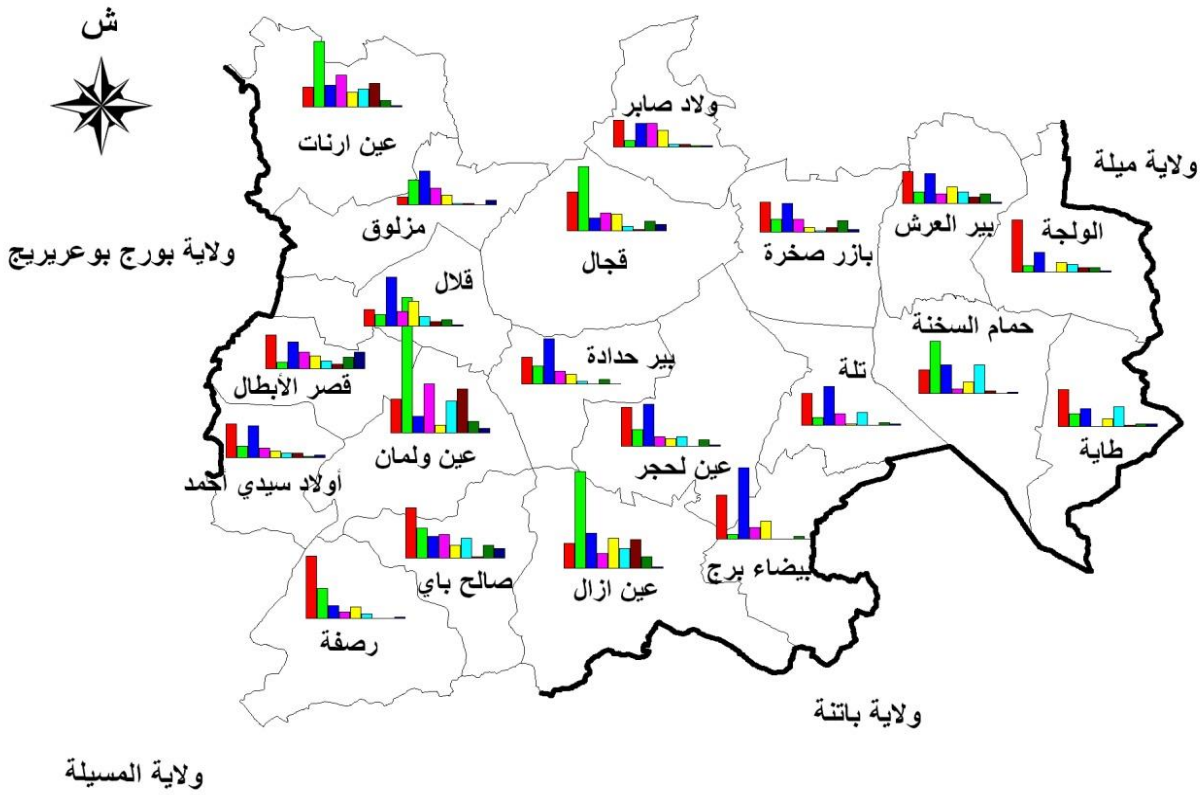 ش
ولاد صابر
عين ارنات
ولاية ميلة
مزلوق
بير العرش
الولجة
بازر صخرة
قجال
ولاية بورج بوعريريج
قلال
حمام السخنة
بير حدادة
تلة
قصر الأبطال
طاية
عين ولمان
عين لحجر
أولاد سيدي أحمد
بيضاء برج
صالح باي
عين ازال
رصفة
ولاية باتنة
ولاية المسيلة